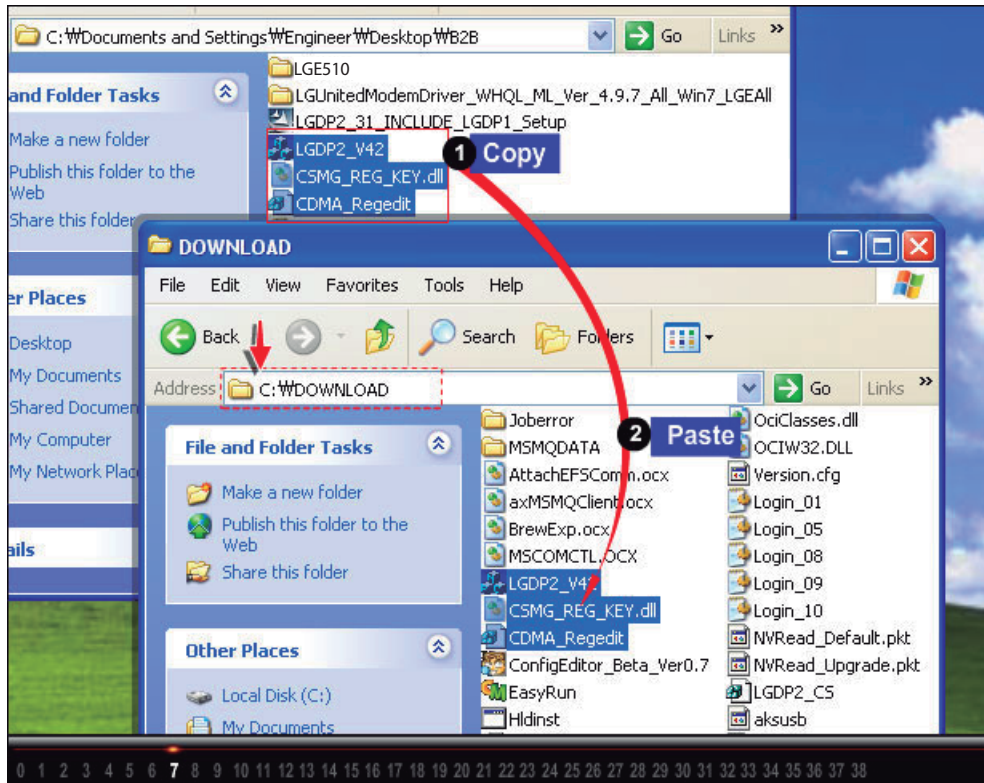 C:₩Documents and Settings₩Engineer₩Desktop₩B2B
Go
Links »
LGE510
LGUnitedModemDriver_WHQL_ML_Ver_4.9.7_All_Win7_LGEAll
LGDP2_31_INCLUDE_LGDP1_Setup
LGDP2_V42
CSMG_REG_KEY.dll
CDMA_Regedit
1 Copy
and Folder Tasks
Make a new folder
Publish this folder to the
Web
Share this folder
er Places
Desktop
My Documents
Shared Documen
My Computer
My Network Plac
ails
DOWNLOAD
File Edit View Favorites Tools Help
Back
Search
Folders
Address C:₩DOWNLOAD
Go
Links »
File and Folder Tasks
Make a new folder
Publish this folder to the
Web
Share this folder
Other Places
Local Disk (C:)
My Documents
Joberror
MSMQDATA
AttachEFSComm.ocx
axMSMQClient.ocx
BrewExp.ocx
MSCOMCTL.OCX
LGDP2_V42
CSMG_REG_KEY.dll
CDMA_Regedit
ConfigEditor_Beta_Ver0.7
EasyRun
Hldinst
2 Paste
OciClasses.dll
OCIW32.DLL
Version.cfg
Login_01
Login_05
Login_08
Login_09
Login_10
NVRead_Default.pkt
NVRead_Upgrade.pkt
LGDP2_CS
aksusb
0 1 2 3 4 5 6 7 8 9 10 11 12 13 14 15 16 17 18 19 20 21 22 23 24 25 26 27 28 29 30 31 32 33 34 35 36 37 38